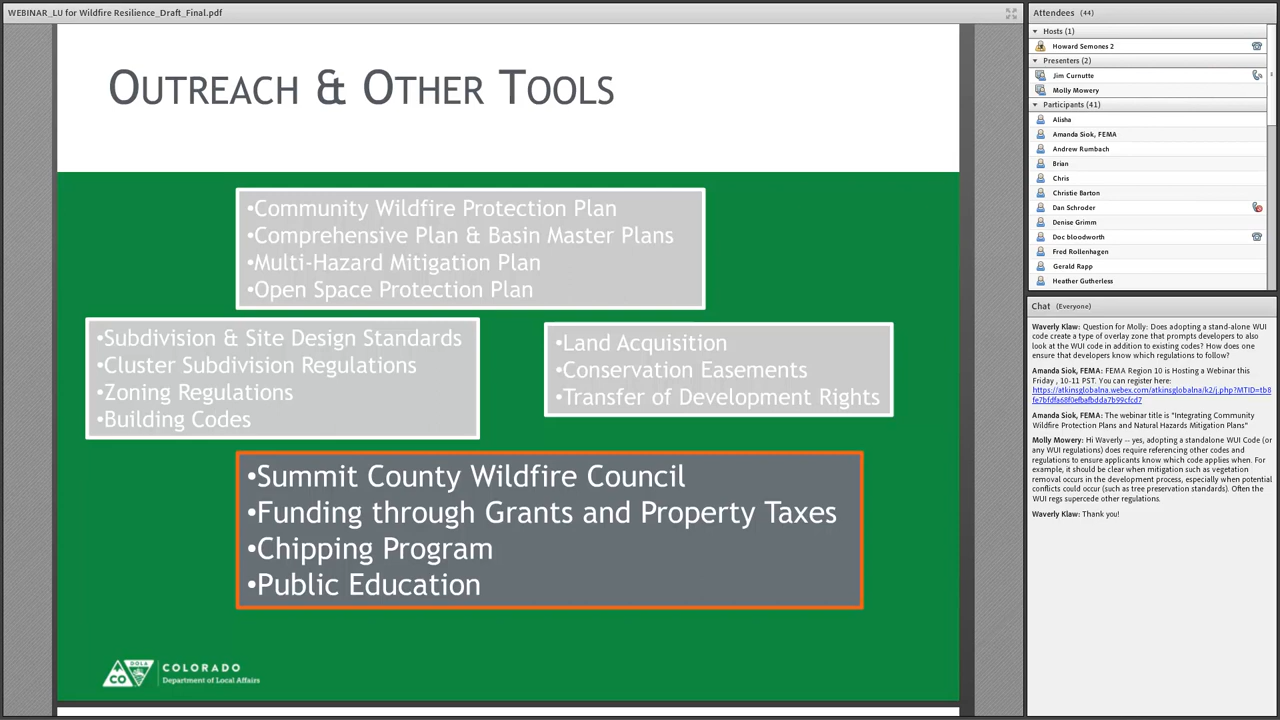 WEBINAR_LU for Wildfire Resilience_Draft_Final.pdf
OUTREACH & OTHER TOOLS
•Community Wildfire Protection Plan
•Comprehensive Plan & Basin Master Plans
•Multi-Hazard Mitigation Plan
•Open Space Protection Plan
•Subdivision & Site Design Standards
•Cluster Subdivision Regulations
•Zoning Regulations
•Building Codes
•Land Acquisition
•Conservation Easements
•Transfer of Development Rights
•Summit County Wildfire Council
•Funding through Grants and Property Taxes
•Chipping Program
•Public Education
CO
DOLA
COLORADO
Department of Local Affairs
Attendees (44)
Hosts (1)
Howard Semones 2
Presenters (2)
Jim Curnutte
Molly Mowery
Participants (41)
Alisha
Amanda Siok, FEMA
Andrew Rumbach
Brian
Chris
Christie Barton
Dan Schroder
Denise Grimm
Doc bloodworth
Fred Rollenhagen
Gerald Rapp
Heather Gutherless
Chat (Everyone)
Waverly Klaw: Question for Molly: Does adopting a stand-alone WUI
code create a type of overlay zone that prompts developers to also
look at the WUI code in addition to existing codes? How does one
ensure that developers know which regulations to follow?
Amanda Siok, FEMA: FEMA Region 10 is Hosting a Webinar this
Friday , 10-11 PST. You can register here:
https://atkinsglobalna.webex.com/atkinsglobalna/k2/j.php?MTID=tb8
fe7bfdfa68f0efbafbdda7b99cfcd7
Amanda Siok, FEMA: The webinar title is "Integrating Community
Wildfire Protection Plans and Natural Hazards Mitigation Plans"
Molly Mowery: Hi Waverly -- yes, adopting a standalone WUI Code (or
any WUI regulations) does require referencing other codes and
regulations to ensure applicants know which code applies when. For
example, it should be clear when mitigation such as vegetation
removal occurs in the development process, especially when potential
conflicts could occur (such as tree preservation standards). Often the
WUI regs supercede other regulations.
Waverly Klaw: Thank you!